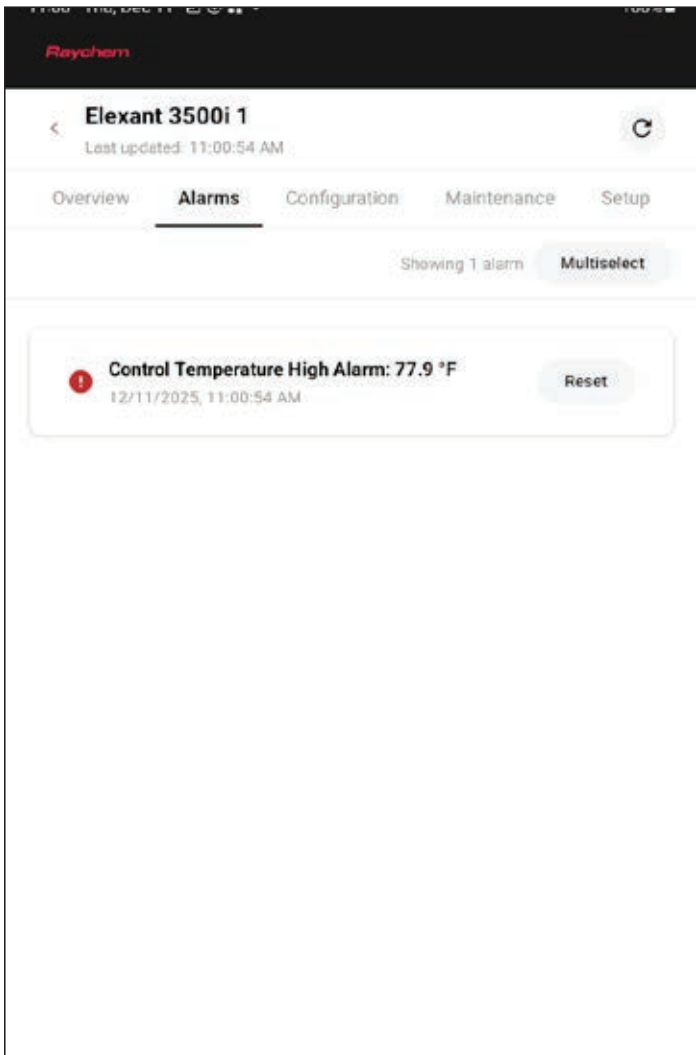 Raychem
Elexant 3500i 1
Last updated: 11:00:54 AM
Overview Alarms Configuration Maintenance Setup
Showing 1 alarm Multiselect
Control Temperature High Alarm: 77.9 °F
12/11/2025, 11:00:54 AM
Reset